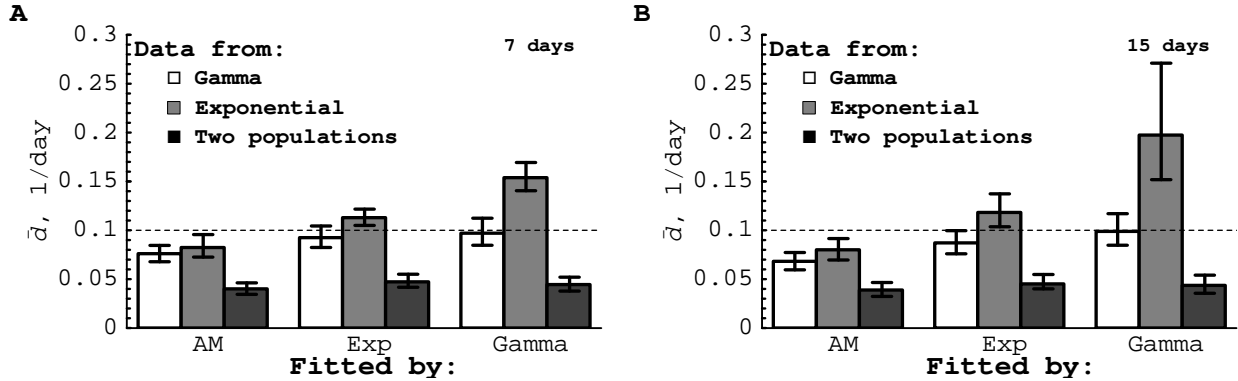 A
0.3
0.25
0.2
0.15
0.1
0.05
0
d̄, 1/day
Data from:
7 days
Gamma
Exponential
Two populations
AM
Exp
Gamma
Fitted by:
B
0.3
0.25
0.2
0.15
0.1
0.05
0
d̄, 1/day
Data from:
15 days
Gamma
Exponential
Two populations
AM
Exp
Gamma
Fitted by: